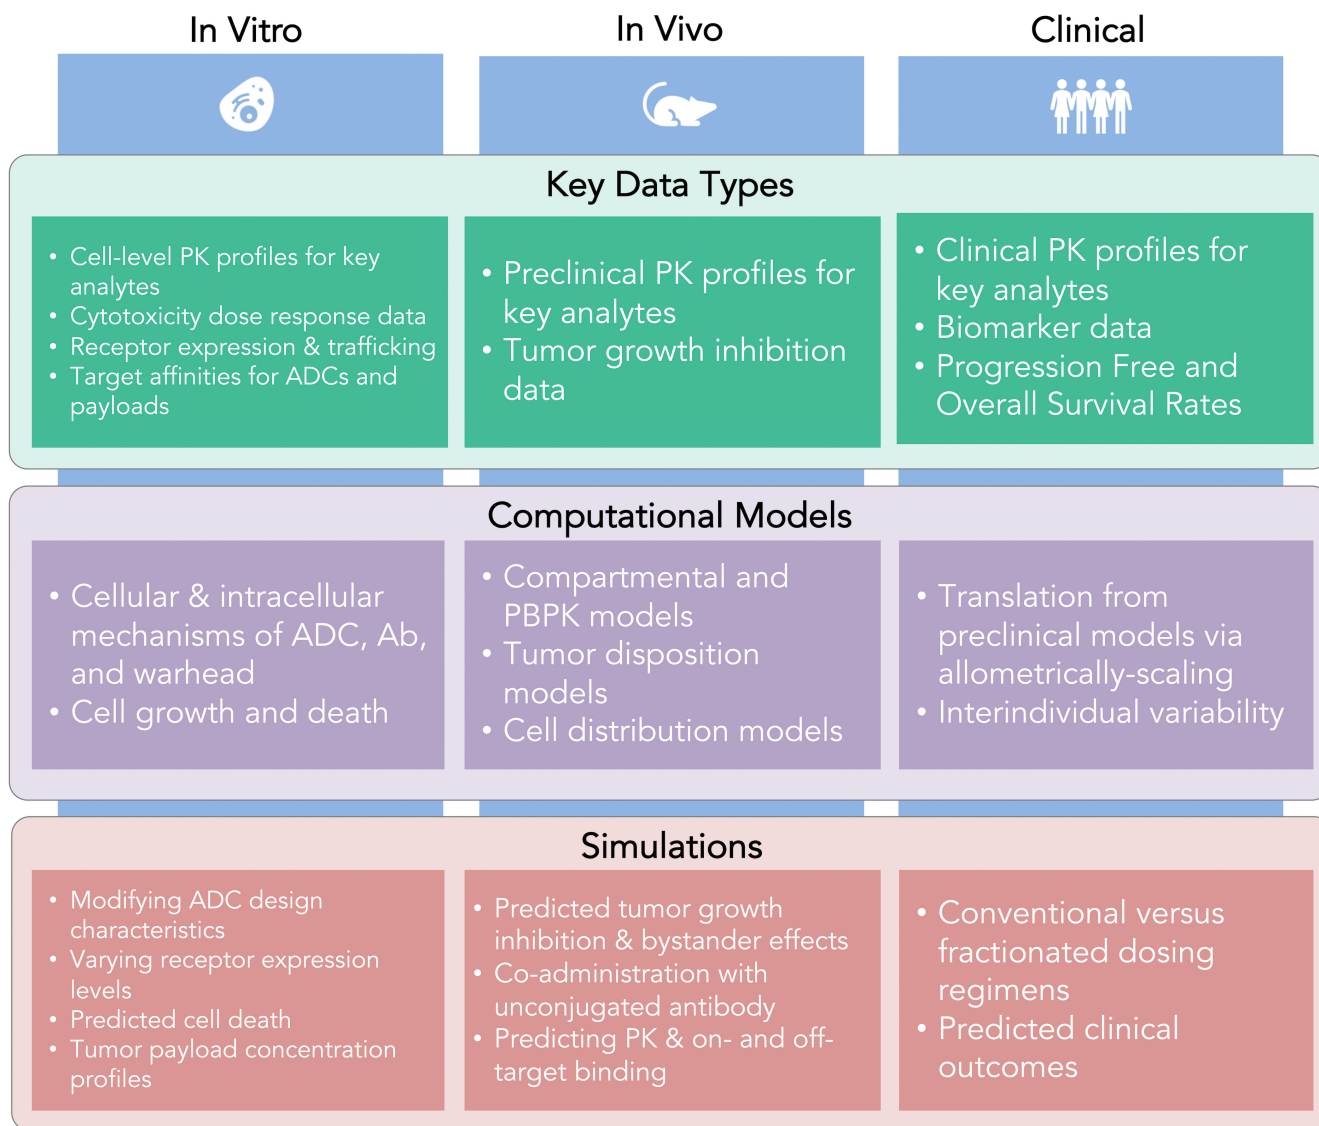 In Vitro
In Vivo
Clinical
Key Data Types
• Cell-level PK profiles for key
analytes
• Cytotoxicity dose response data
• Receptor expression & trafficking
• Target affinities for ADCs and
payloads
• Preclinical PK profiles for
key analytes
• Tumor growth inhibition
data
• Clinical PK profiles for
key analytes
• Biomarker data
• Progression Free and
Overall Survival Rates
Computational Models
• Cellular & intracellular
mechanisms of ADC, Ab,
and warhead
• Cell growth and death
• Compartmental and
PBPK models
• Tumor disposition
models
• Cell distribution models
• Translation from
preclinical models via
allometrically-scaling
• Interindividual variability
Simulations
• Modifying ADC design
characteristics
• Varying receptor expression
levels
• Predicted cell death
• Tumor payload concentration
profiles
• Predicted tumor growth
inhibition & bystander effects
• Co-administration with
unconjugated antibody
• Predicting PK & on- and off-
target binding
• Conventional versus
fractionated dosing
regimens
• Predicted clinical
outcomes